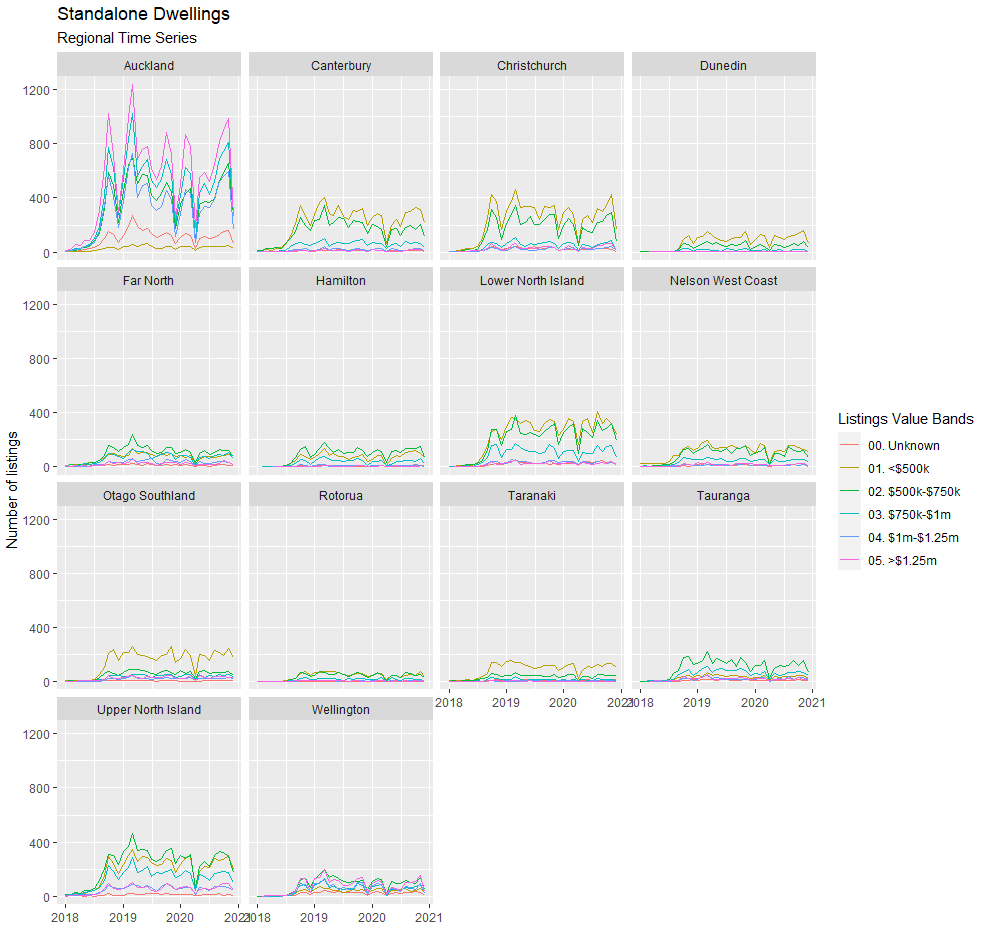 Standalone Dwellings
Regional Time Series
Auckland Canterbury Christchurch Dunedin
1200
800
400
0
Far North Hamilton Lower North Island Nelson West Coast
1200
800
400
0
Number of listings
Otago Southland Rotorua Taranaki Tauranga
1200
800
400
0
2018 2019 2020 2021 2018 2019 2020 2021
Upper North Island Wellington
1200
800
400
0
2018 2019 2020 2021 2018 2019 2020 2021
Listings Value Bands
00. Unknown
01. <$500k
02. $500k-$750k
03. $750k-$1m
04. $1m-$1.25m
05. >$1.25m